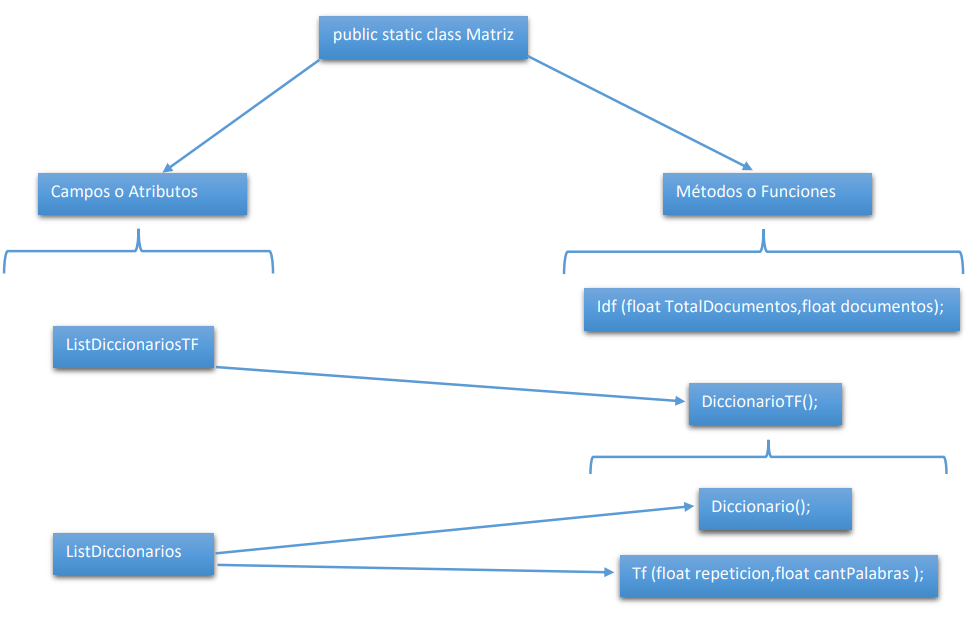 public static class Matriz
Campos o Atributos
Métodos o Funciones
Idf (float TotalDocumentos,float documentos);
ListDiccionariosTF
DiccionarioTF();
Diccionario();
ListDiccionarios
Tf (float repeticion,float cantPalabras );